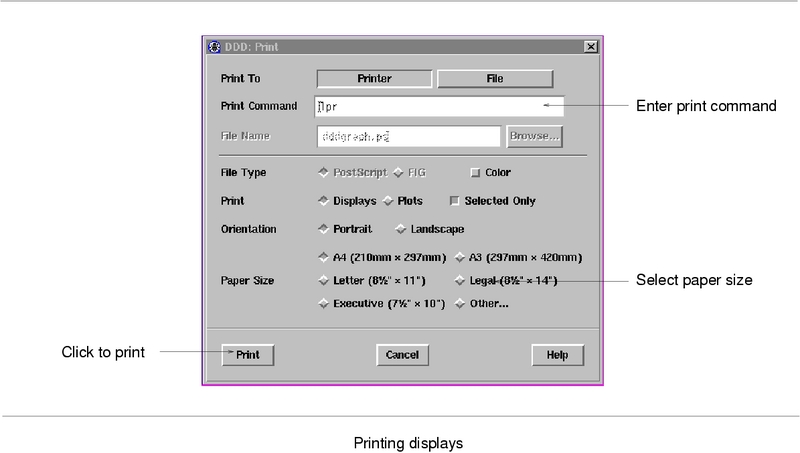 DDD: Print
Print To Printer File
Print Command lpr Enter print command
File Name dddgraph.ps Browse...
File Type PostScript FIG Color
Print Displays Plots Selected Only
Orientation Portrait Landscape
A4 (210mm × 297mm) A3 (297mm × 420mm)
Paper Size Letter (8½" × 11") Legal (8½" × 14") Select paper size
Executive (7½" × 10") Other...
Click to print Print Cancel Help
Printing displays